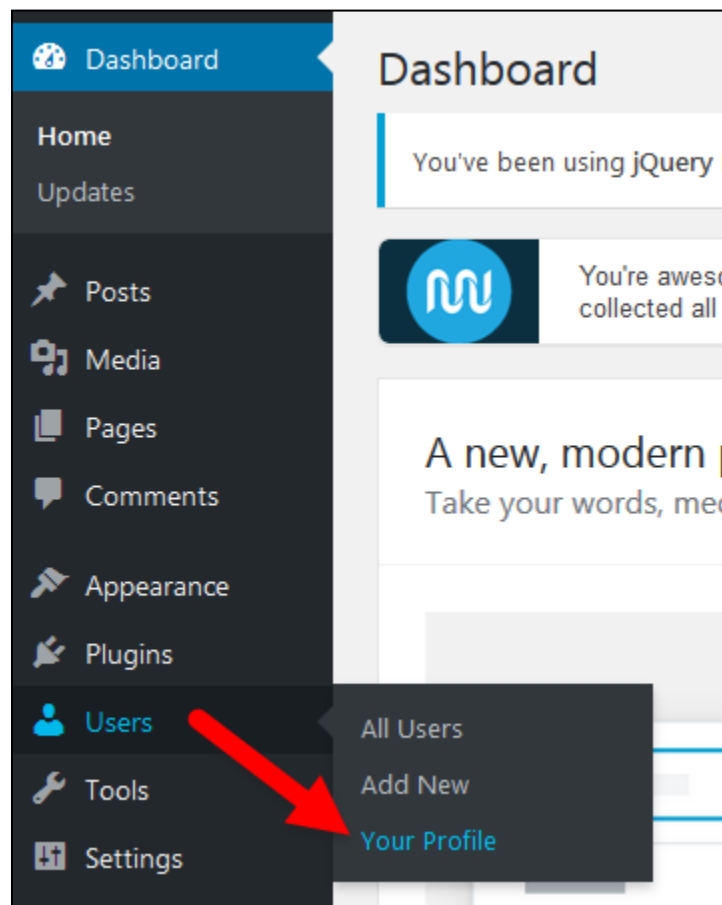 Dashboard
Home
Updates
Posts
Media
Pages
Comments
Appearance
Plugins
Users
Tools
Settings
All Users
Add New
Your Profile
Dashboard
You've been using jQuery
You're aweso
collected all
A new, modern p
Take your words, med